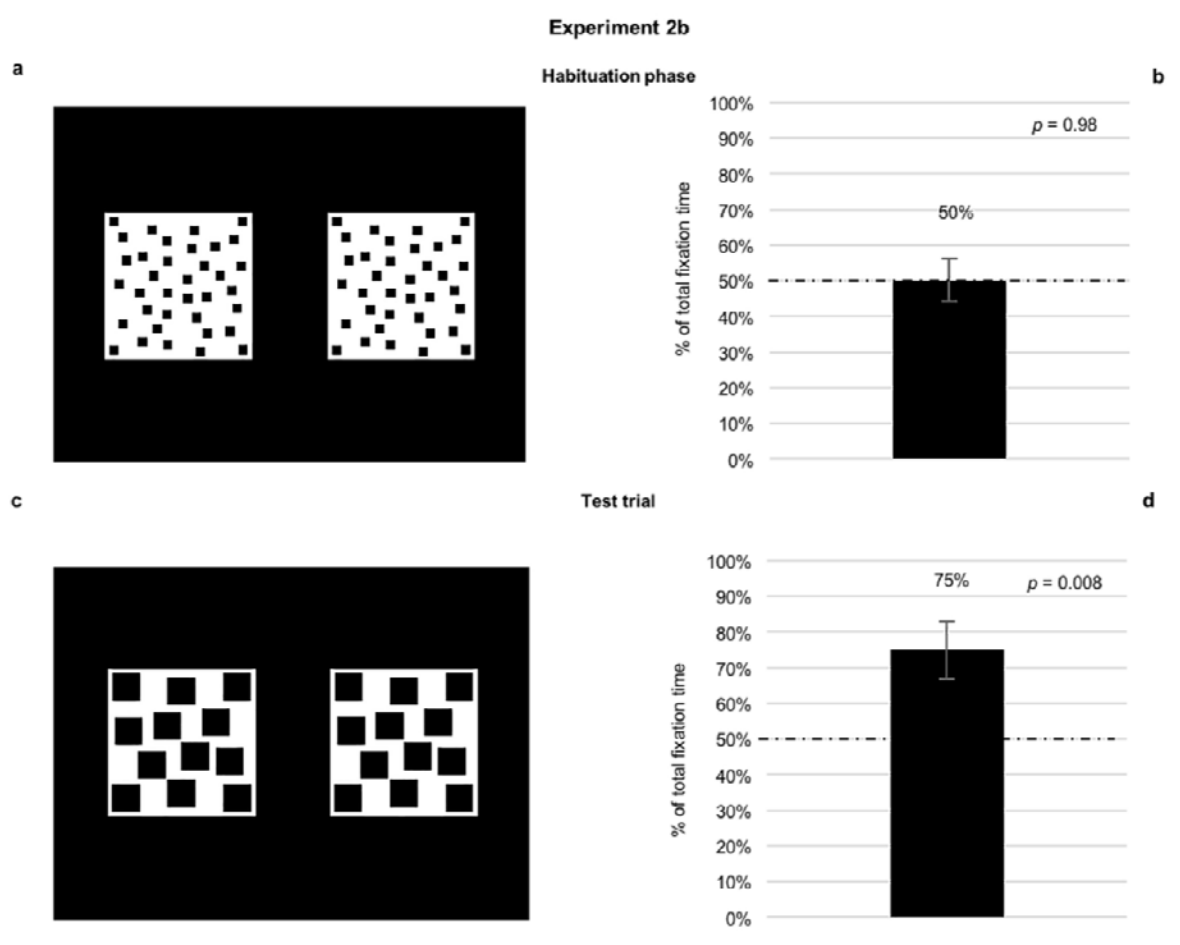 Experiment 2b
a
Habituation phase
b
100%
90%
80%
70%
60%
50%
40%
30%
20%
10%
0%
% of total fixation time
p = 0.98
50%
c
Test trial
d
100%
90%
80%
70%
60%
50%
40%
30%
20%
10%
0%
% of total fixation time
75%
p = 0.008